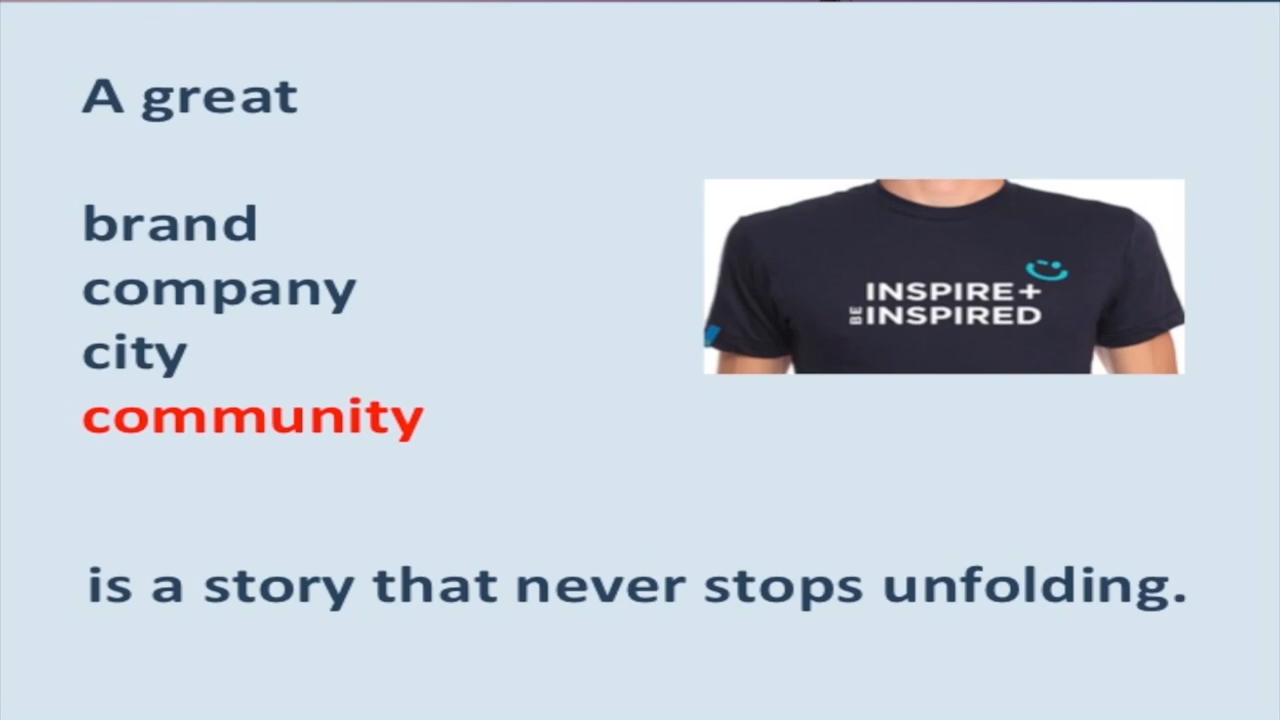 A great
brand
company
city
community
INSPIRE+
BE INSPIRED
is a story that never stops unfolding.